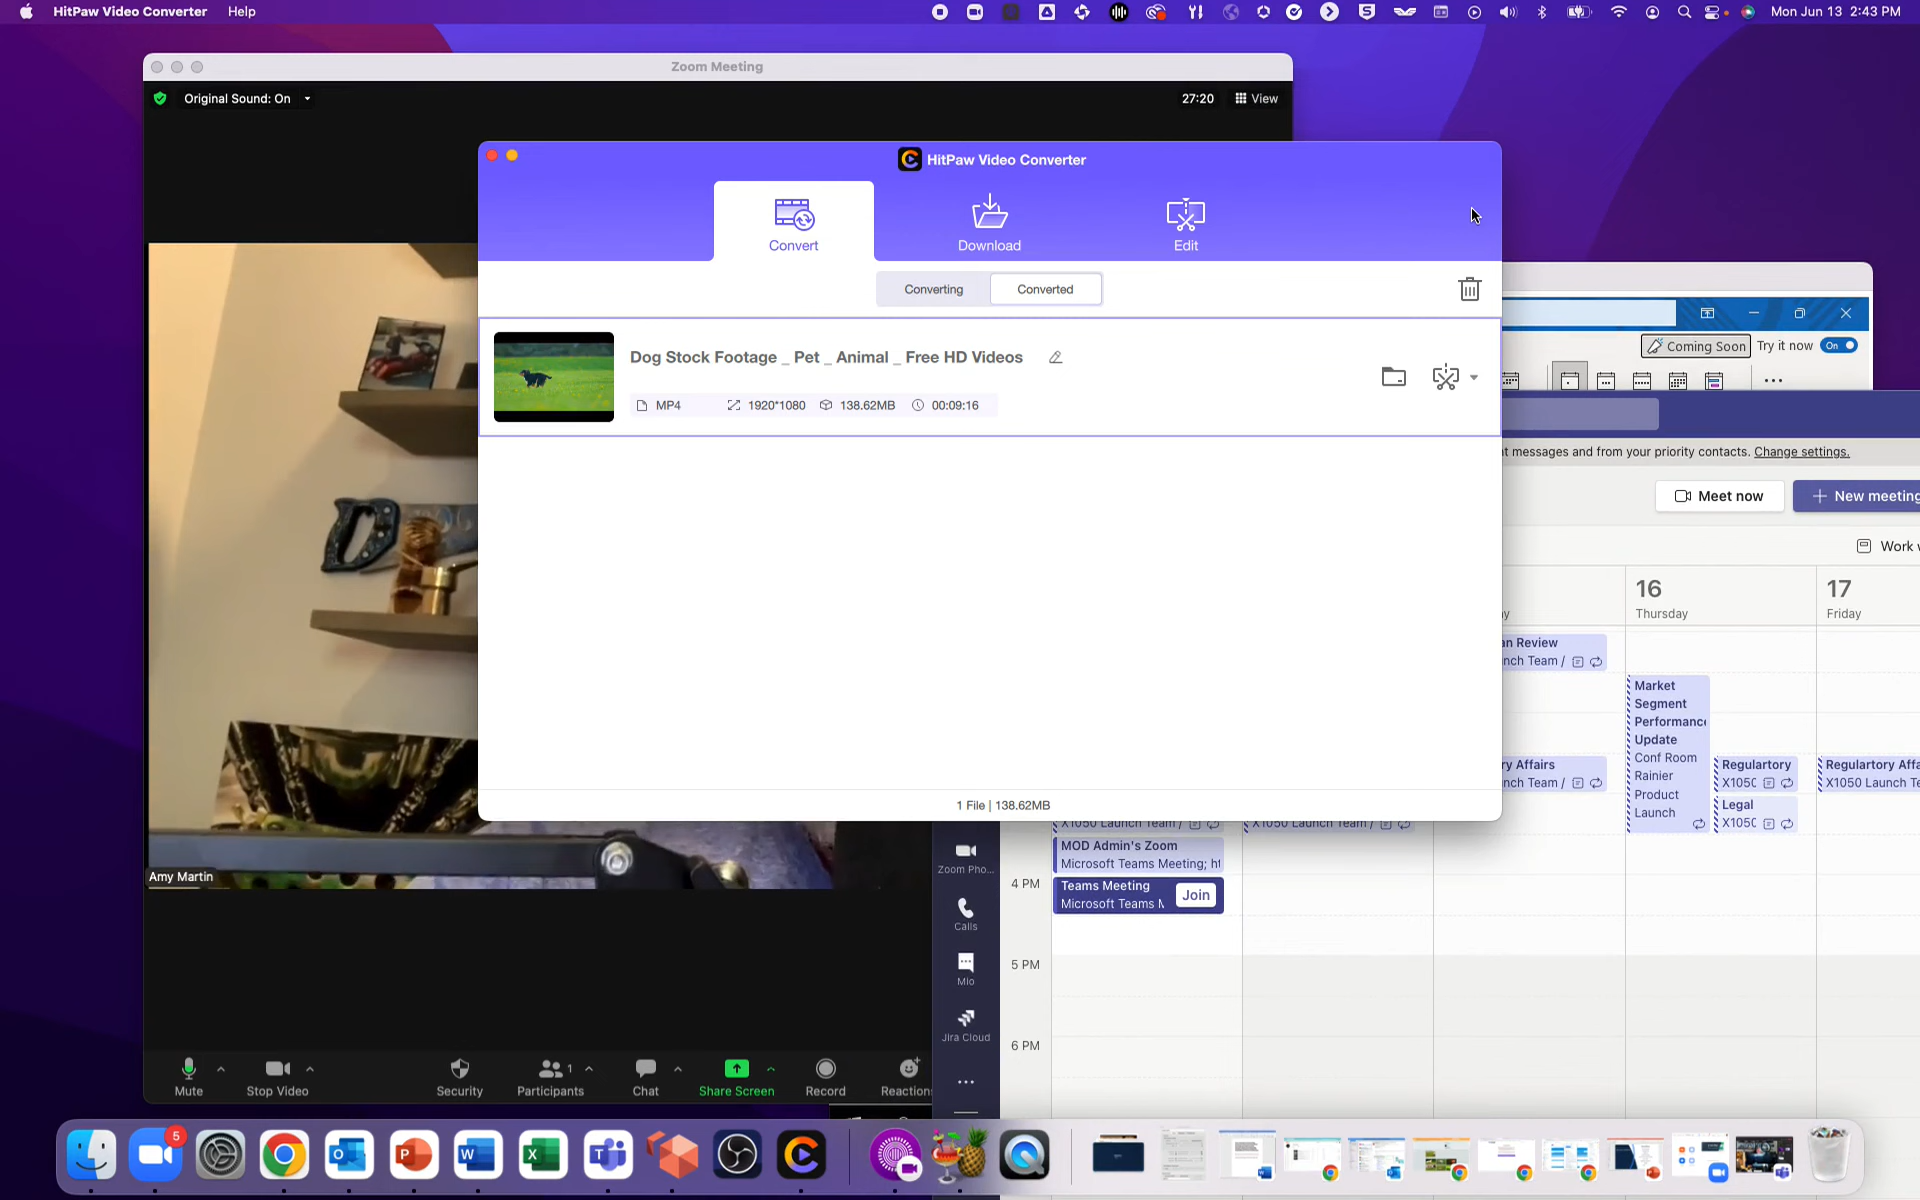 HitPaw Video Converter Help
Mon Jun 13 2:43 PM
Zoom Meeting
Original Sound: On
27:20
View
HitPaw Video Converter
Convert
Download
Edit
Converting
Converted
Dog Stock Footage _ Pet _ Animal _ Free HD Videos
MP4 1920*1080 138.62MB 00:09:16
1 File | 138.62MB
Coming Soon
Try it now
On
messages and from your priority contacts. Change settings.
Meet now
New meeting
Work
16
Thursday
17
Friday
Review
Team /
Market
Segment
Performance
Update
Conf Room
Rainier
Product
Launch
Affairs
Team /
Regulartory
X1050
Legal
X1050
Regulartory
X1050 Launch
X1050 Launch Team /
X1050 Launch Team /
MOD Admin's Zoom
Microsoft Teams Meeting;
Teams Meeting
Microsoft Teams
Join
4 PM
5 PM
6 PM
Zoom Pho...
Calls
Mio
Jira Cloud
Amy Martin
Mute
Stop Video
Security
Participants
1
Chat
Share Screen
Record
Reaction
5